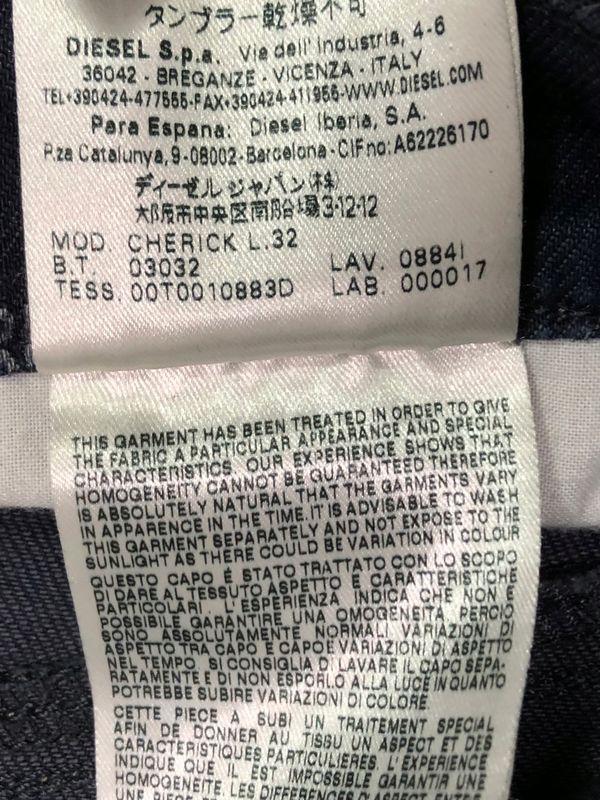 タンブラー乾燥不可
DIESEL S.p.a. Via dell' Industria, 4-6
36042 - BREGANZE - VICENZA - ITALY
TEL+390424-477555-FAX+390424-411955-WWW.DIESEL.COM
Para Espana: Diesel Iberia, S.A.
P.za Catalunya,9-08002-Barcelona-CIFno:A62226170
ディーゼル ジャパン(株)
大阪市中央区南船場3-12-12
MOD. CHERICK L.32
B.T. 03032 LAV. 0884I
TESS. 00T0010883D LAB. 000017
THIS GARMENT HAS BEEN TREATED IN ORDER TO GIVE
THE FABRIC A PARTICULAR APPEARANCE AND SPECIAL
CHARACTERISTICS. OUR EXPERIENCE SHOWS THAT
HOMOGENEITY CANNOT BE GUARANTEED THEREFORE
IS ABSOLUTELY NATURAL THAT THE GARMENTS VARY
IN APPARENCE IN THE TIME. IT IS ADVISABLE TO WASH
THIS GARMENT SEPARATELY AND NOT EXPOSE TO THE
SUNLIGHT AS THERE COULD BE VARIATION IN COLOUR
QUESTO CAPO É STATO TRATTATO CON LO SCOPO
DI DARE AL TESSUTO ASPETTO E CARATTERISTICHE
PARTICOLARI. L'ESPERIENZA INDICA CHE NON É
POSSIBILE GARANTIRE UNA OMOGENEITÁ, PERCIO
SONO ASSOLUTAMENTE NORMALI VARIAZIONI DI
ASPETTO TRA CAPO E CAPO E VARIAZIONI DI ASPETTO
NEL TEMPO. SI CONSIGLIA DI LAVARE IL CAPO SEPA-
RATAMENTE E DI NON ESPORLO ALLA LUCE IN QUANTO
POTREBBE SUBIRE VARIAZIONI DI COLORE.
CETTE PIECE A SUBI UN TRAITEMENT SPECIAL
AFIN DE DONNER AU TISSU UN ASPECT ET DES
CARACTÉRISTIQUES PARTICULIERES. L'EXPERIENCE
INDIQUE QUE IL EST IMPOSSIBLE GARANTIR UNE
HOMOGENEITE. LES DIFFERENCES D'ASPECT ENTRE
UNE PIECE